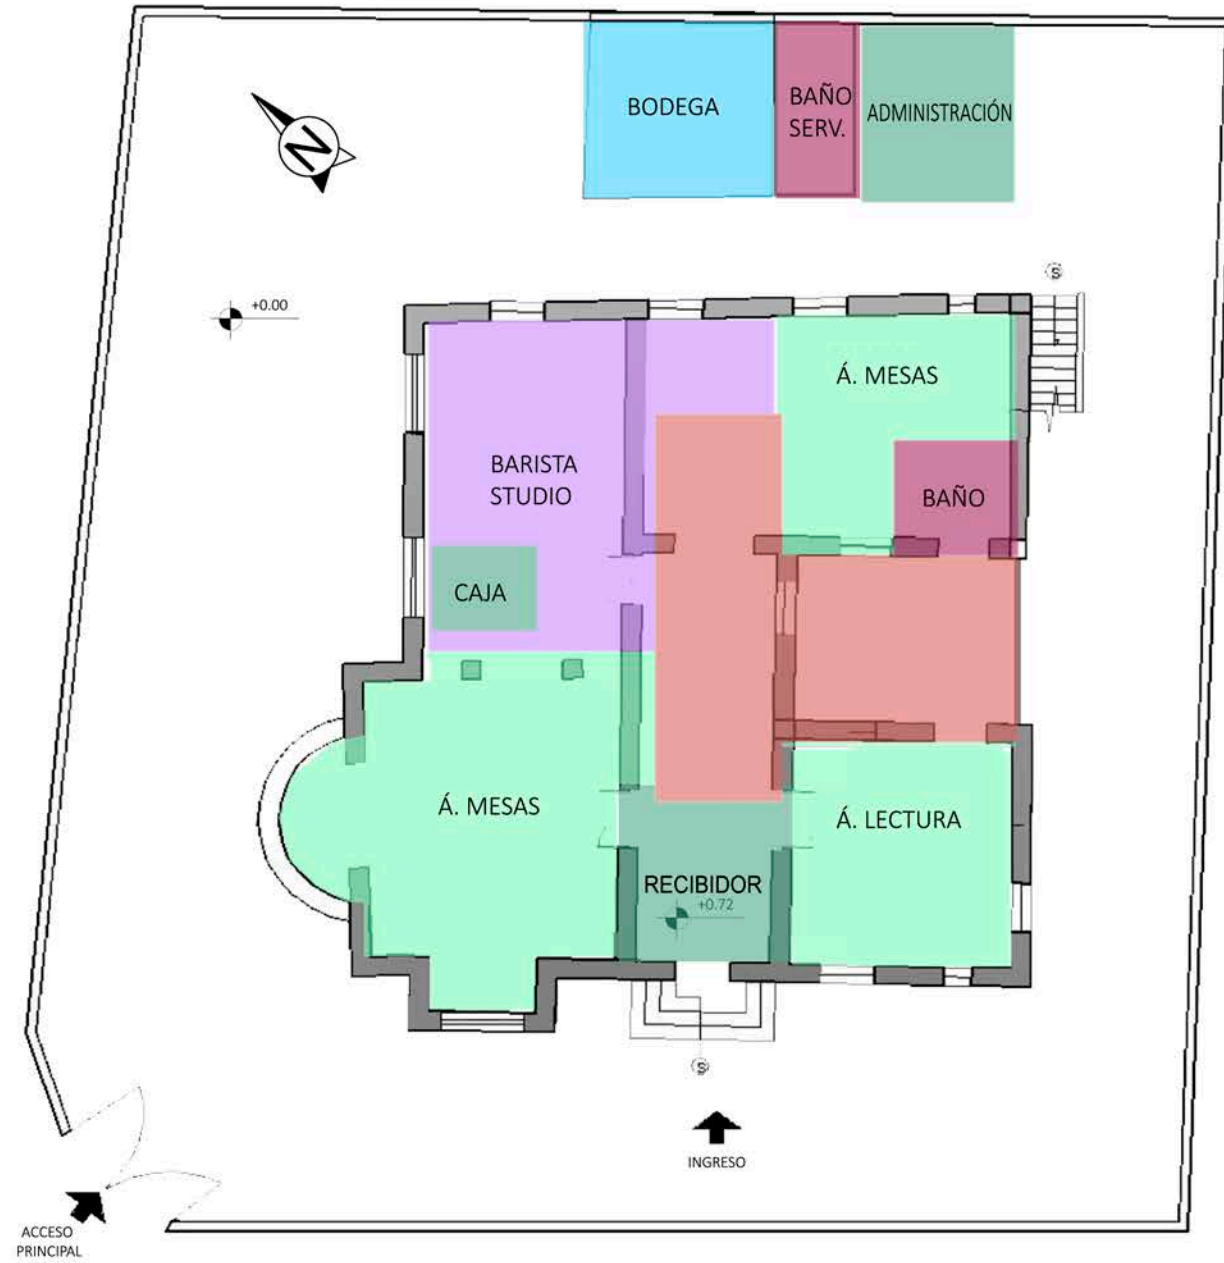 BODEGA
BAÑO
SERV.
ADMINISTRACIÓN
N
S
+0.00
Á. MESAS
BARISTA
STUDIO
BAÑO
CAJA
Á. MESAS
Á. LECTURA
RECIBIDOR
+0.72
S
INGRESO
ACCESO
PRINCIPAL